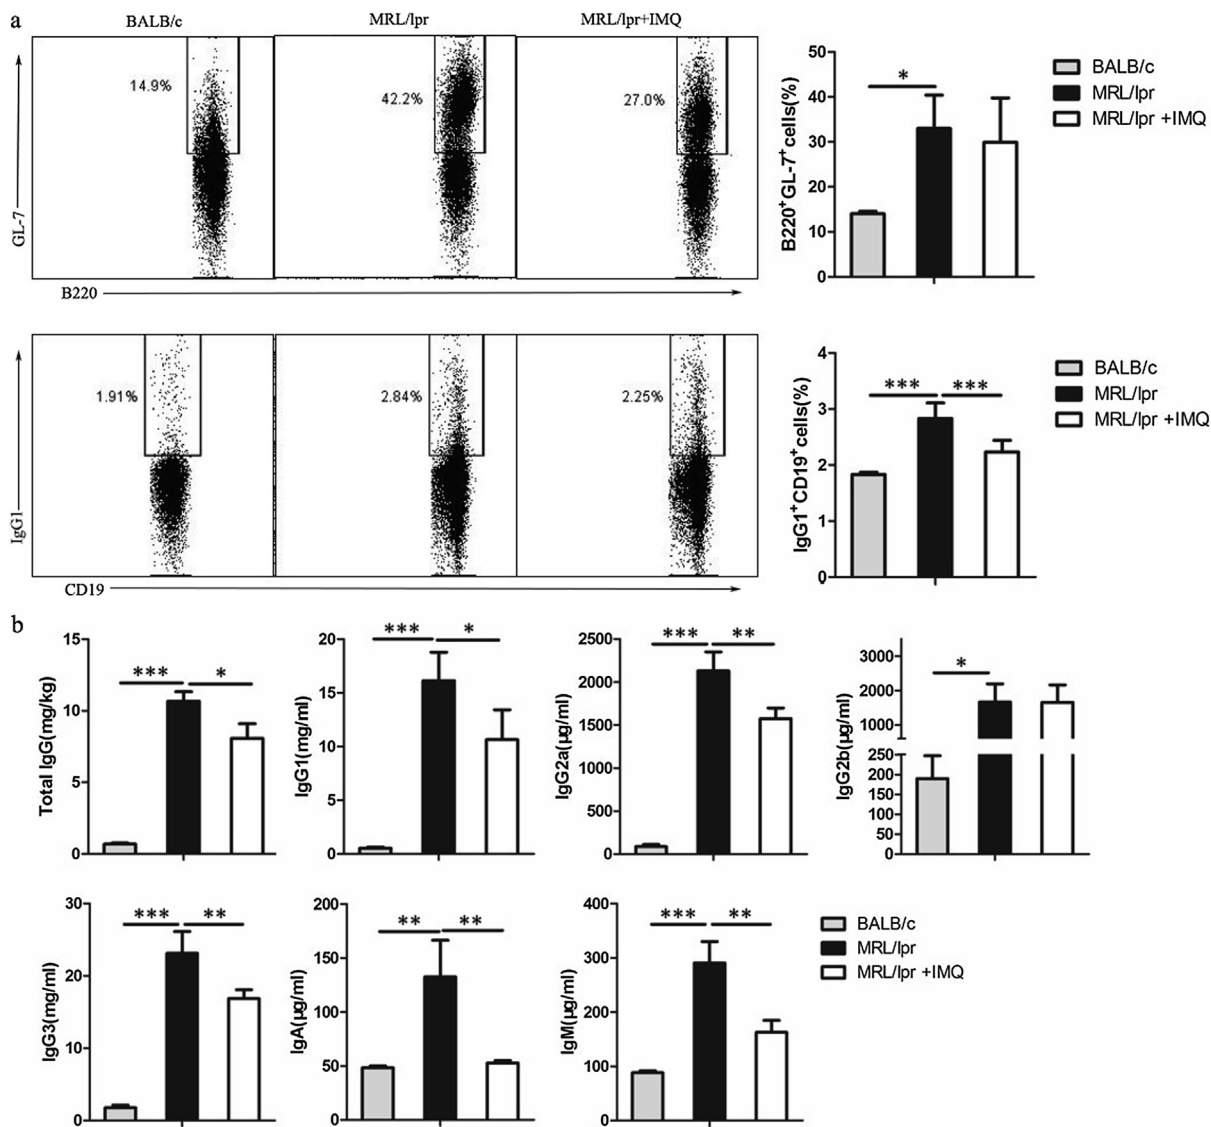 a
BALB/c
MRL/lpr
MRL/lpr+IMQ
14.9%
42.2%
27.0%
GL-7
B220
50
40
30
20
10
0
B220+GL-7+cells(%)
*
BALB/c
MRL/lpr
MRL/lpr +IMQ
1.91%
2.84%
2.25%
IgG1
CD19
4
3
2
1
0
IgG1+CD19+cells(%)
*** ***
BALB/c
MRL/lpr
MRL/lpr +IMQ
b
Total IgG(mg/kg)
15
10
5
0
*** *
IgG1(mg/ml)
20
15
10
5
0
*** *
IgG2a(μg/ml)
2500
2000
1500
1000
500
0
*** **
IgG2b(μg/ml)
3000
2000
1000
250
200
150
100
50
0
*
IgG3(mg/ml)
30
20
10
0
*** **
IgA(μg/ml)
200
150
100
50
0
** **
IgM(μg/ml)
400
300
200
100
0
*** **
BALB/c
MRL/lpr
MRL/lpr +IMQ